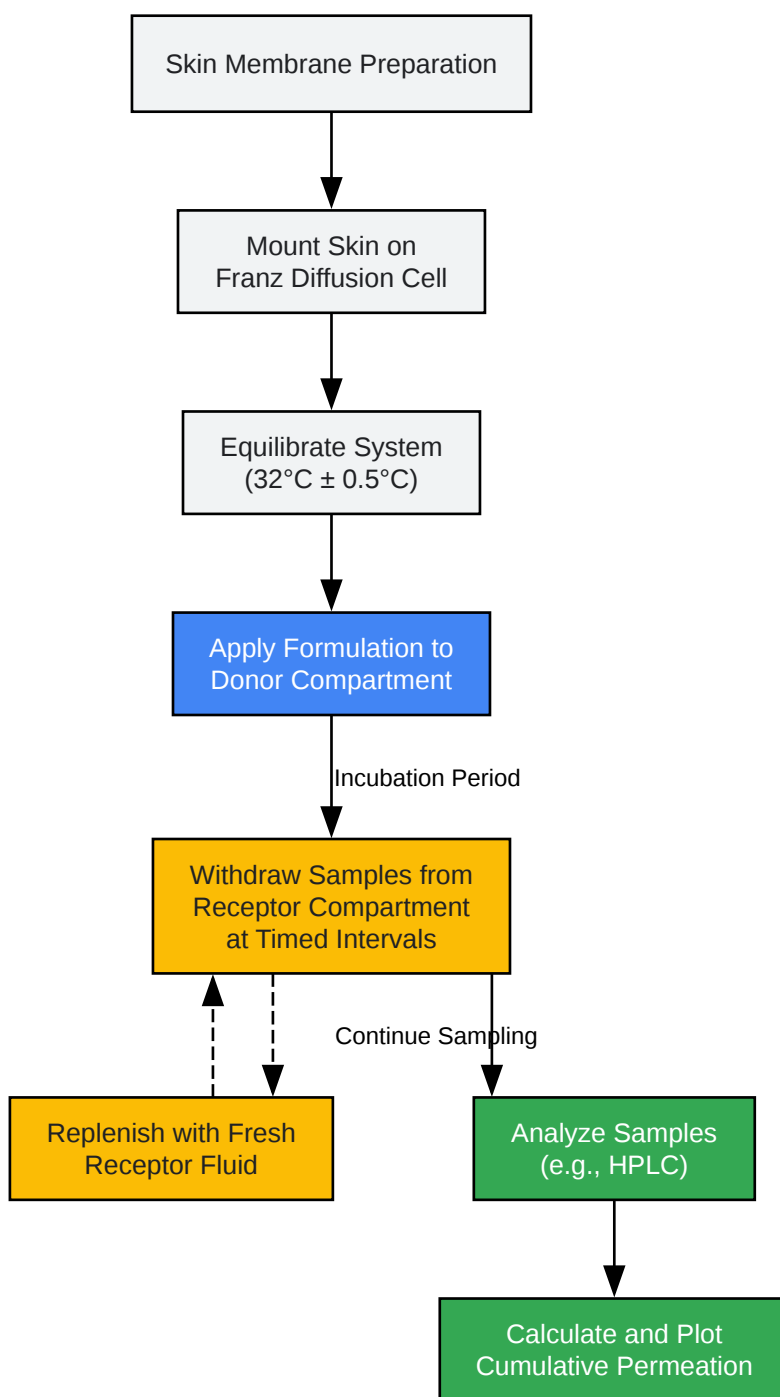 Skin Membrane Preparation
Mount Skin on
Franz Diffusion Cell
Equilibrate System
(32°C ± 0.5°C)
Apply Formulation to
Donor Compartment
Incubation Period
Withdraw Samples from
Receptor Compartment
at Timed Intervals
Continue Sampling
Replenish with Fresh
Receptor Fluid
Analyze Samples
(e.g., HPLC)
Calculate and Plot
Cumulative Permeation